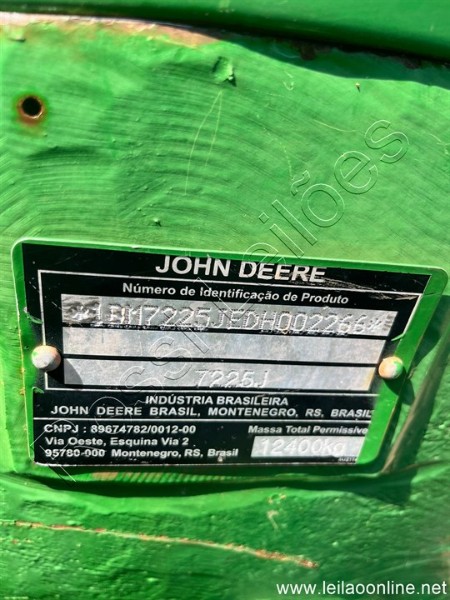 JOHN DEERE
Número de Identificação de Produto
*1BM7225JEDH002266*
7225J
INDÚSTRIA BRASILEIRA
JOHN DEERE BRASIL, MONTENEGRO, RS, BRASIL
CNPJ : 89674782/0012-00
Via Oeste, Esquina Via 2
95780-000 Montenegro, RS, Brasil
Massa Total Permissíve
12400kg
www.leilaoonline.net